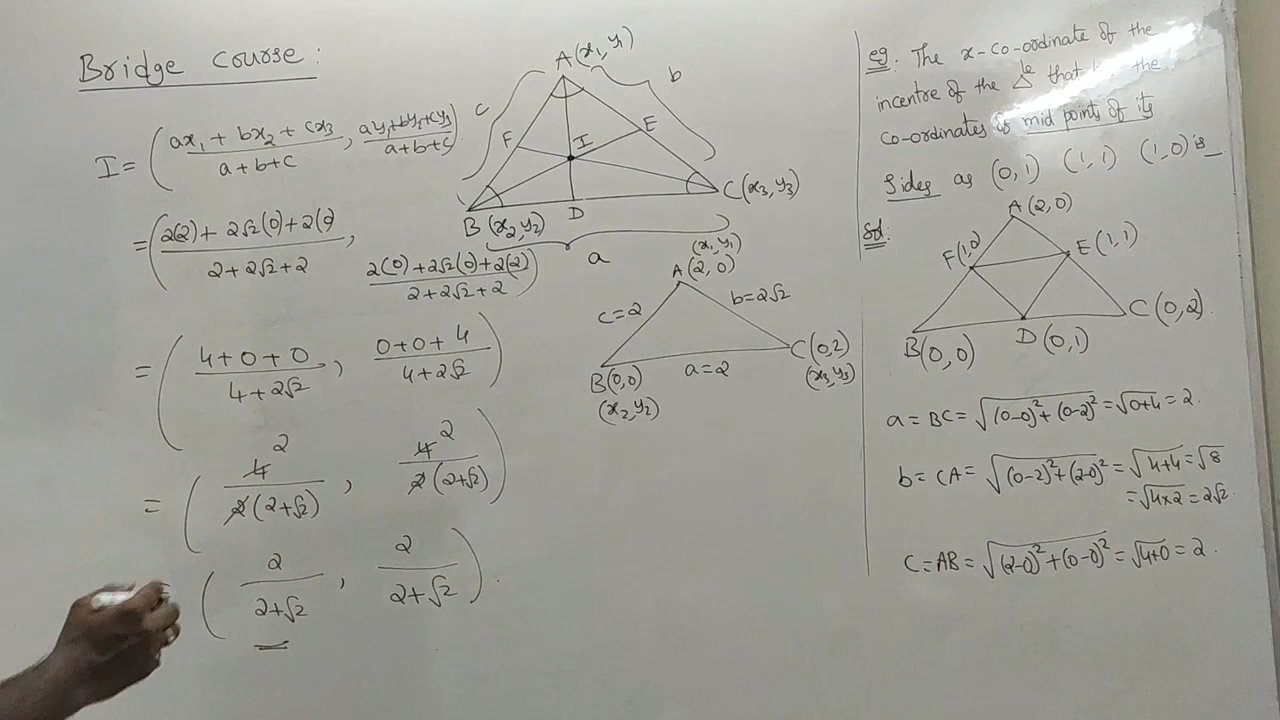 Bridge course:
I = ( ax₁ + bx₂ + cx₃ / a+b+c , ay₁+by₂+cy₃ / a+b+c )
= ( 2(2) + 2√2(0) + 2(0) / 2+2√2+2 ,
2(0)+2√2(0)+2(2) / 2+2√2+2 )
= ( 4+0+0 / 4+2√2 , 0+0+4 / 4+2√2 )
= ( 4 2 / 2(2+√2) , 4 2 / 2(2+√2) )
( 2 / 2+√2 , 2 / 2+√2 ).
A(x₁, y₁)
c
b
F
E
I
B (x₂, y₂)
D
C (x₃, y₃)
a
(x₁, y₁)
A (2, 0)
c=2
b=2√2
B(0,0)
a=2
C(0,2)
(x₂, y₂)
(x₃, y₃)
eg. The x-co-ordinate of the
incentre of the Δle that the
co-ordinates of mid points of its
sides as (0,1) (1,1) (1,0) is
Sol:
A(2,0)
F(1,0)
E(1,1)
B(0,0)
D(0,1)
C(0,2).
a = BC = √(0-0)²+(0-2)² = √0+4 = 2.
b = CA = √(0-2)²+(2-0)² = √4+4 = √8
= √4×2 = 2√2.
C = AB = √(2-0)²+(0-0)² = √4+0 = 2.